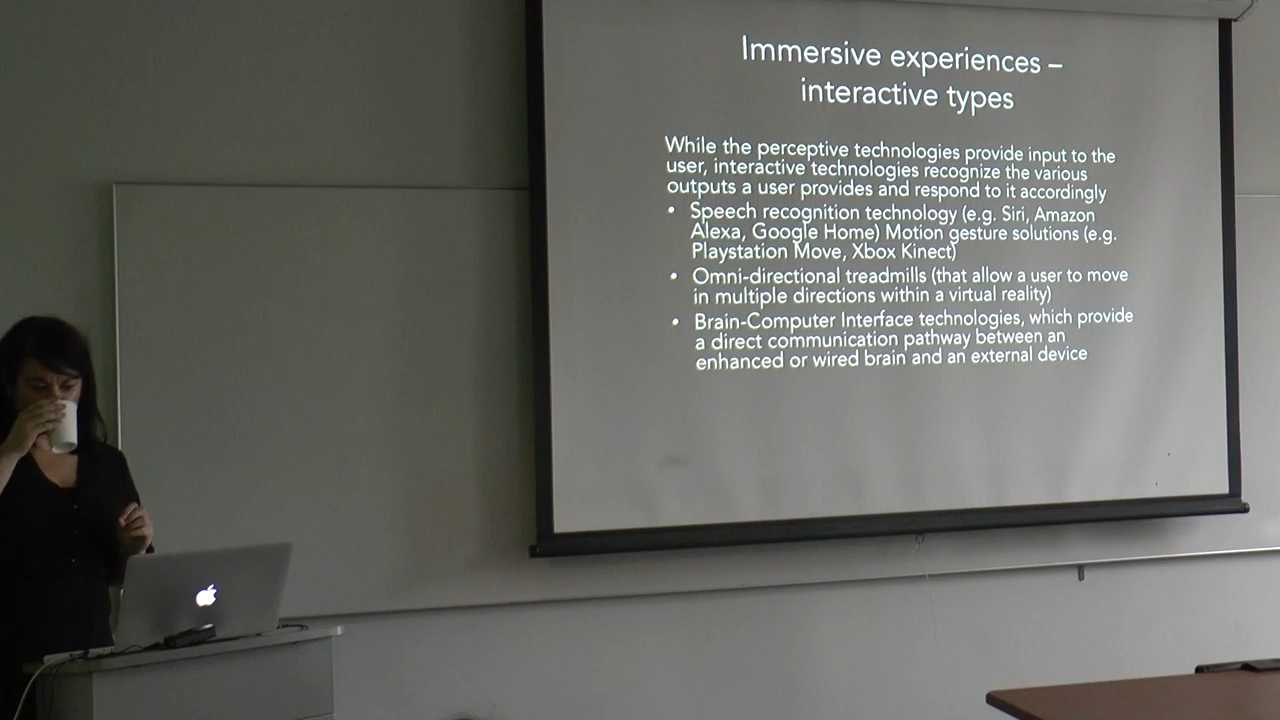 Immersive experiences –
interactive types
While the perceptive technologies provide input to the
user, interactive technologies recognize the various
outputs a user provides and respond to it accordingly
• Speech recognition technology (e.g. Siri, Amazon
Alexa, Google Home) Motion gesture solutions (e.g.
Playstation Move, Xbox Kinect)
• Omni-directional treadmills (that allow a user to move
in multiple directions within a virtual reality)
• Brain-Computer Interface technologies, which provide
a direct communication pathway between an
enhanced or wired brain and an external device